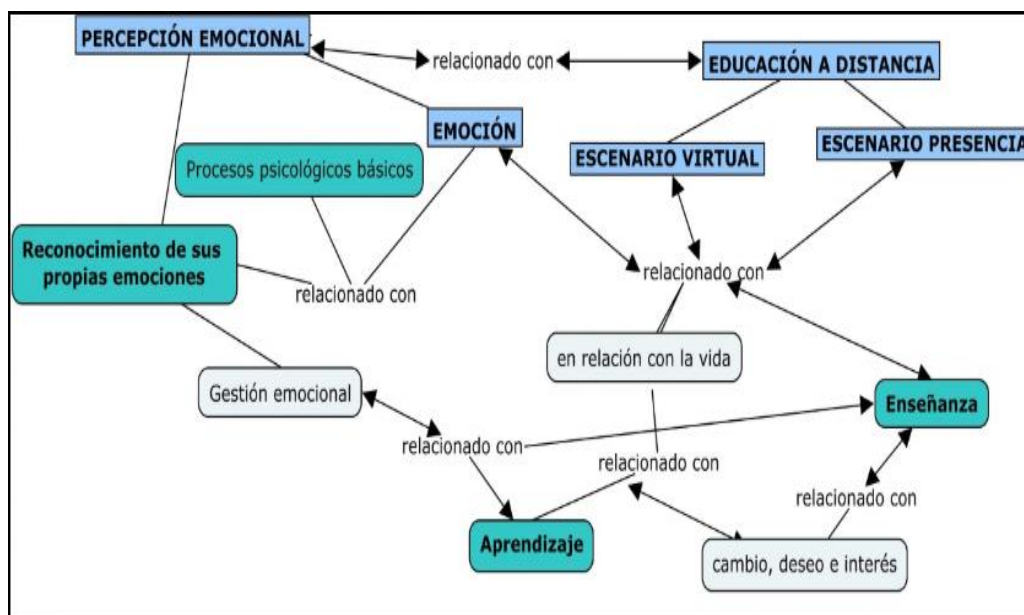 PERCEPCIÓN EMOCIONAL
relacionado con
EDUCACIÓN A DISTANCIA
EMOCIÓN
ESCENARIO VIRTUAL
ESCENARIO PRESENCIA
Procesos psicológicos básicos
Reconocimiento de sus
propias emociones
relacionado con
relacionado con
en relación con la vida
Gestión emocional
Enseñanza
relacionado con
relacionado con
relacionado con
Aprendizaje
cambio, deseo e interés